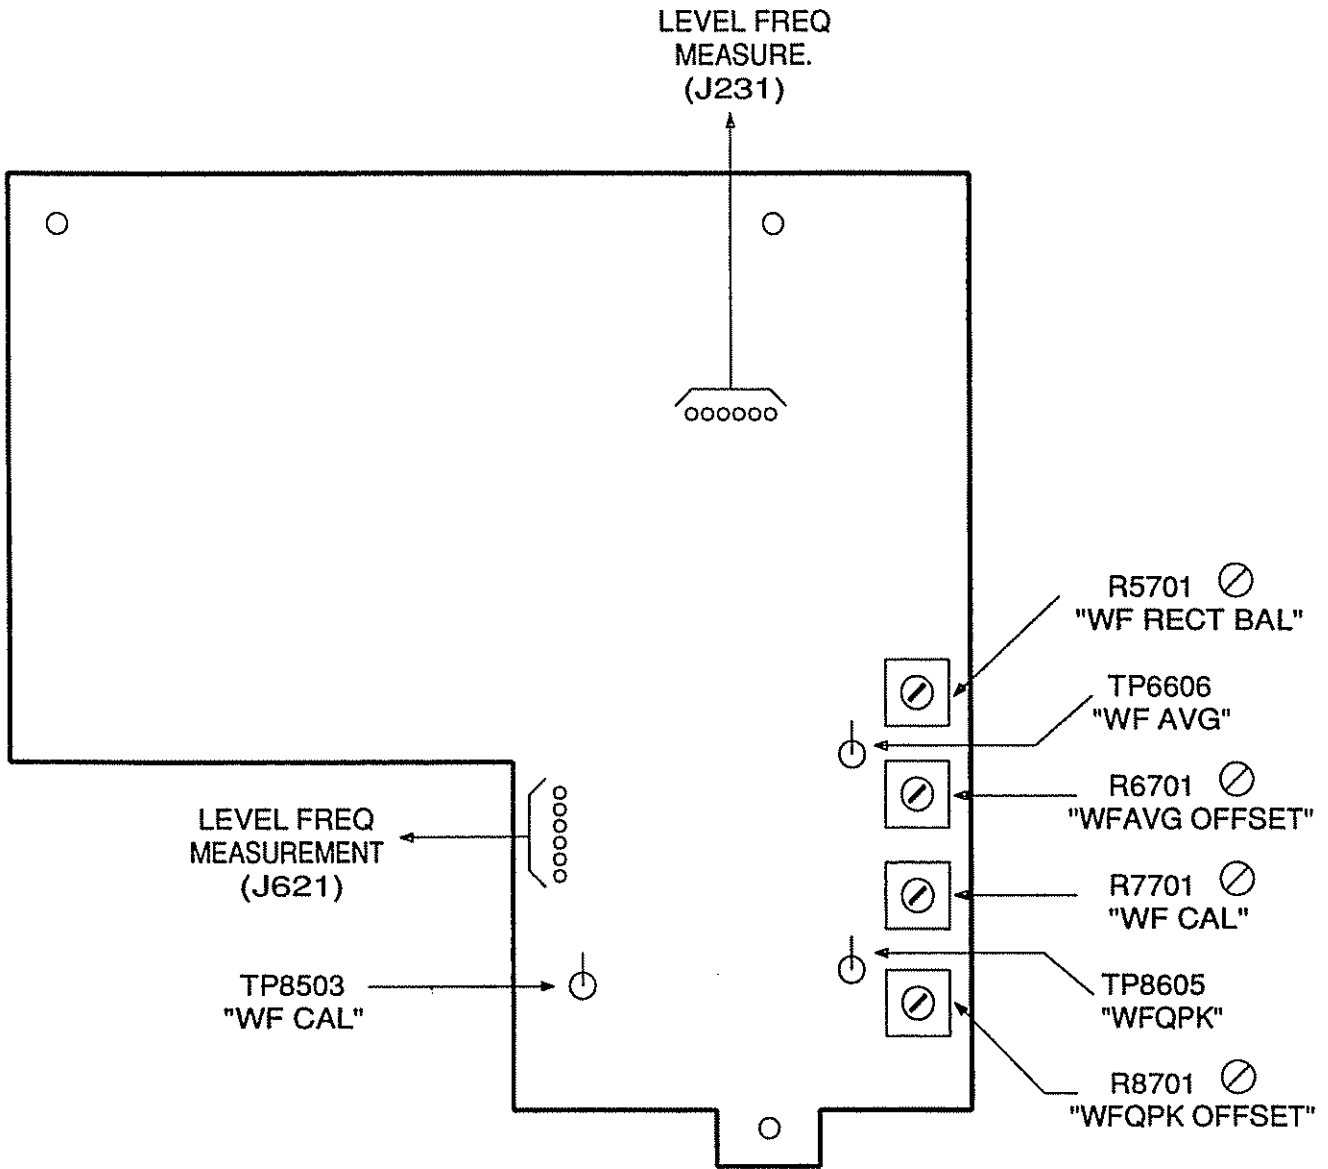 LEVEL FREQ
MEASURE.
(J231)
R5701
"WF RECT BAL"
TP6606
"WF AVG"
R6701
"WFAVG OFFSET"
LEVEL FREQ
MEASUREMENT
(J621)
R7701
"WF CAL"
TP8503
"WF CAL"
TP8605
"WFQPK"
R8701
"WFQPK OFFSET"